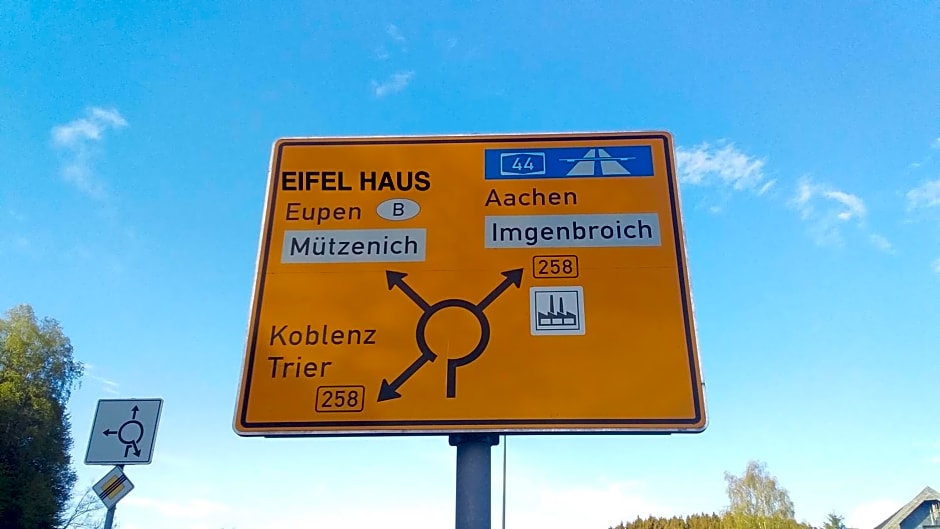 EIFEL HAUS
Eupen B
Mützenich
44
Aachen
Imgenbroich
258
Koblenz
Trier
258